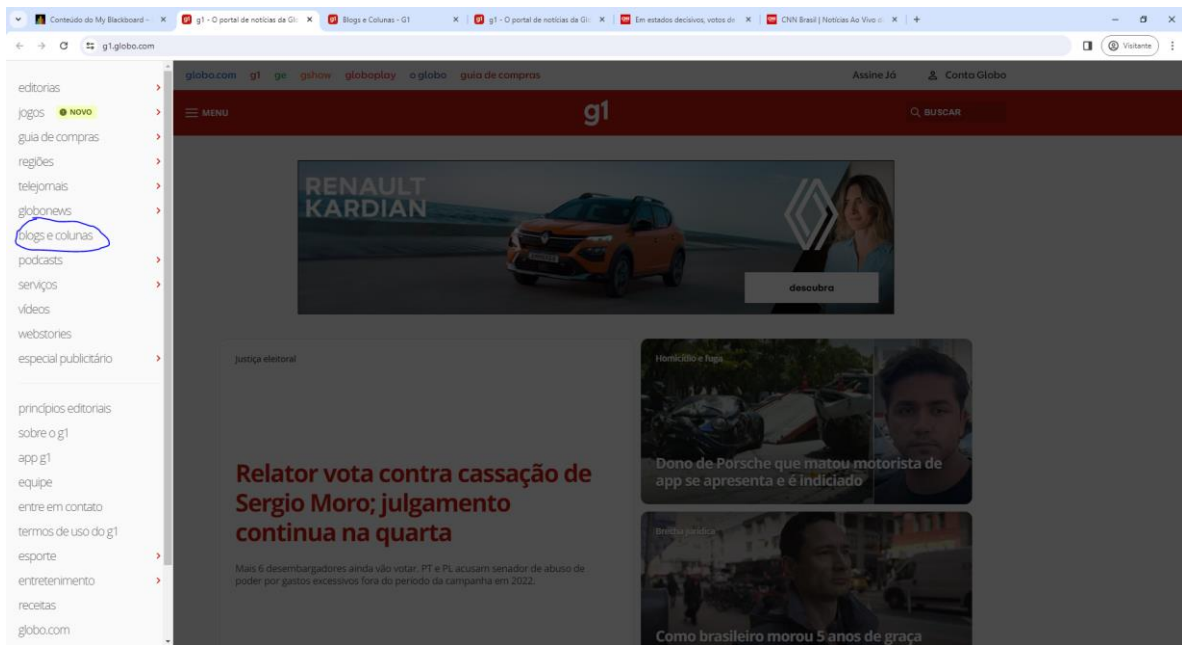 Conteúdo do My Blackboard -
g1 - O portal de notícias da Glo
Blogs e Colunas - G1
g1 - O portal de notícias da Glo
Em estados decisivos, votos de
CNN Brasil | Notícias Ao Vivo d
g1.globo.com
Visitante
editorias
jogos NOVO
guia de compras
regiões
telejornais
globonews
blogs e colunas
podcasts
serviços
vídeos
webstories
especial publicitário
princípios editoriais
sobre o g1
app g1
equipe
entre em contato
termos de uso do g1
esporte
entretenimento
receitas
globo.com
globo.com g1 ge gshow globoplay o globo guia de compras
Assine Já Conta Globo
MENU
g1
BUSCAR
RENAULT
KARDIAN
descubra
Justiça eleitoral
Relator vota contra cassação de
Sergio Moro; julgamento
continua na quarta
Mais 6 desembargadores ainda vão votar. PT e PL acusam senador de abuso de
poder por gastos excessivos fora do período da campanha em 2022.
Homicídio e fuga
Dono de Porsche que matou motorista de
app se apresenta e é indiciado
Brecha jurídica
Como brasileiro morou 5 anos de graça